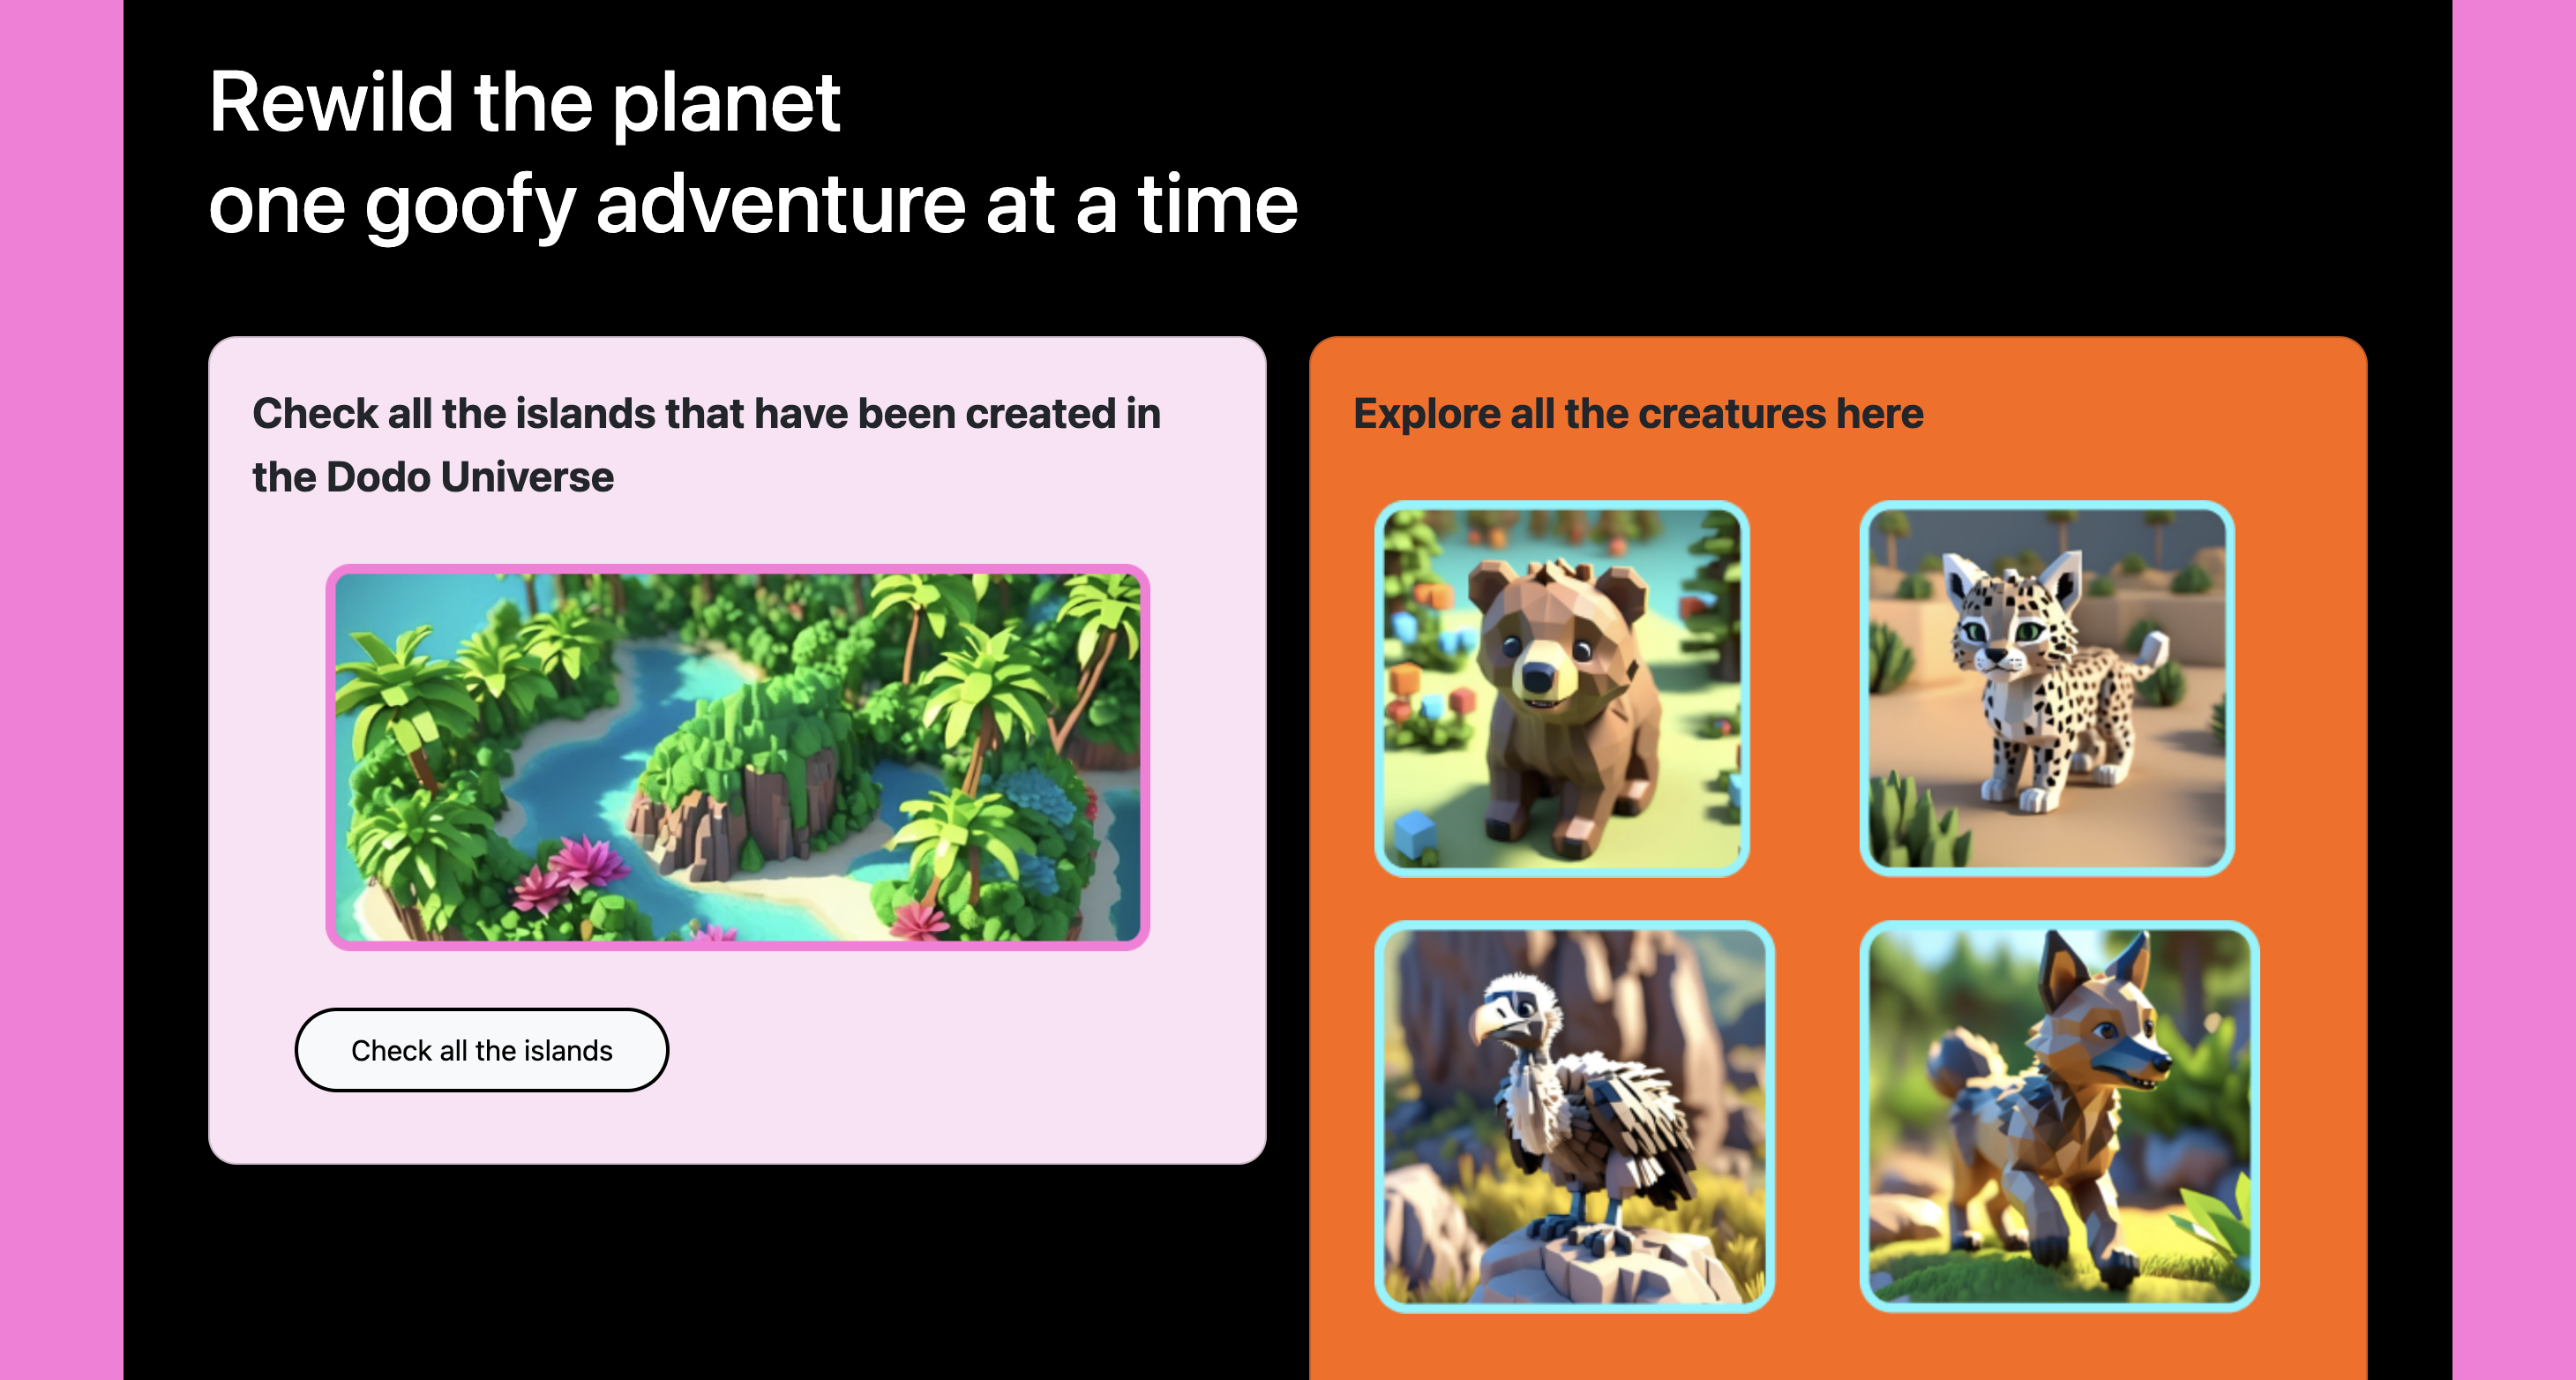 Rewild the planet
one goofy adventure at a time
Check all the islands that have been created in
the Dodo Universe
Check all the islands
Explore all the creatures here